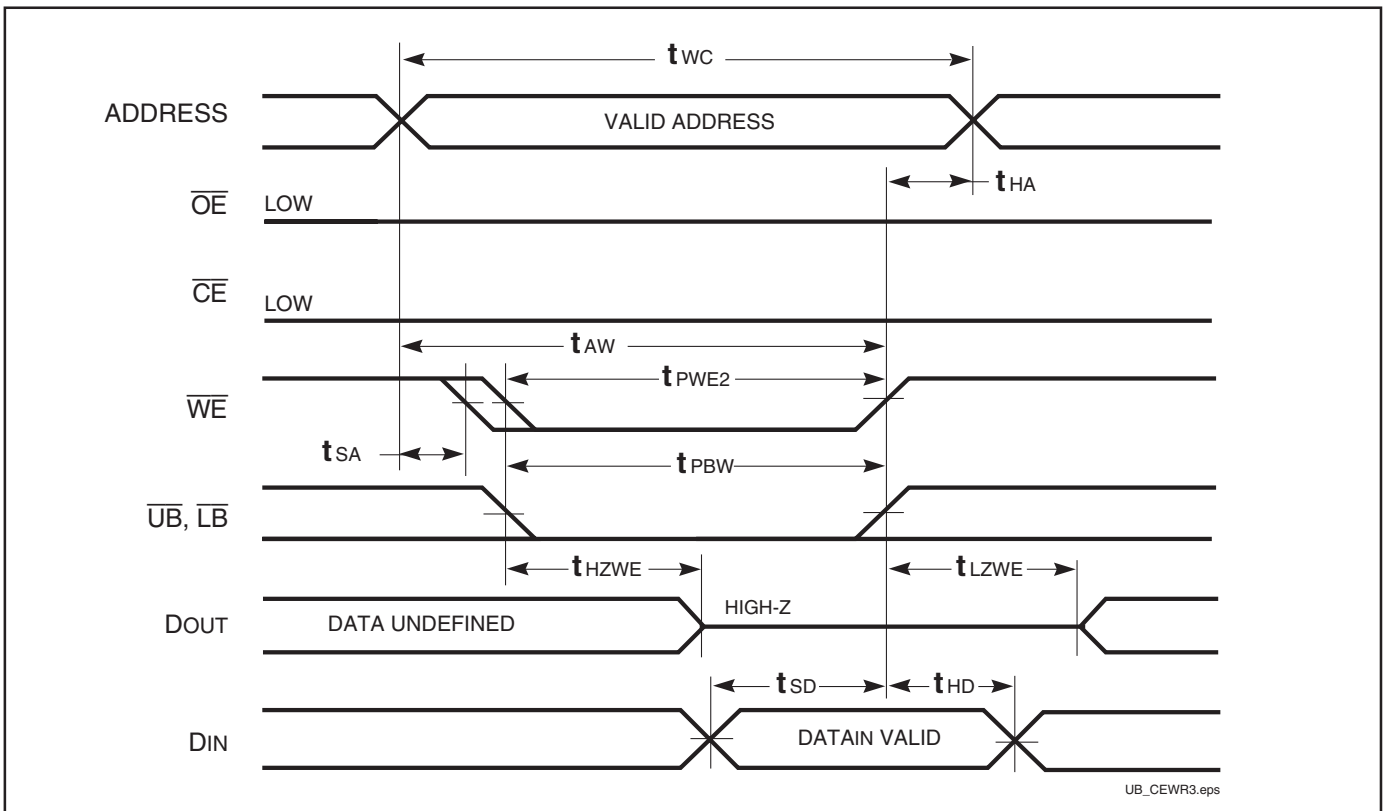 tWC
ADDRESS
VALID ADDRESS
tHA
OE
LOW
CE
LOW
tAW
tPWE2
WE
tSA
tPBW
UB, LB
tHZWE
tLZWE
DOUT
DATA UNDEFINED
HIGH-Z
tSD
tHD
DIN
DATAIN VALID
UB_CEWR3.eps